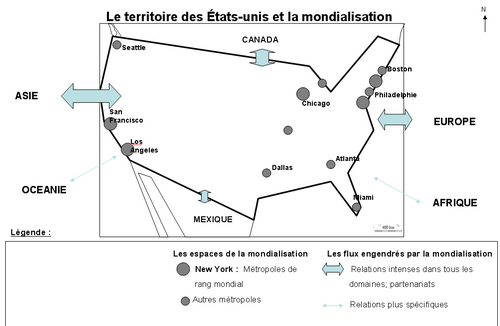 Le territoire des États-unis et la mondialisation
N
CANADA
Seattle
Boston
ASIE
Philadelphie
Chicago
San
Francisco
EUROPE
Los
Angeles
Atlanta
Dallas
OCEANIE
Miami
AFRIQUE
MEXIQUE
Légende :
Les espaces de la mondialisation
New York : Métropoles de
rang mondial
Autres métropoles
Les flux engendrés par la mondialisation
Relations intenses dans tous les
domaines; partenariats
Relations plus spécifiques